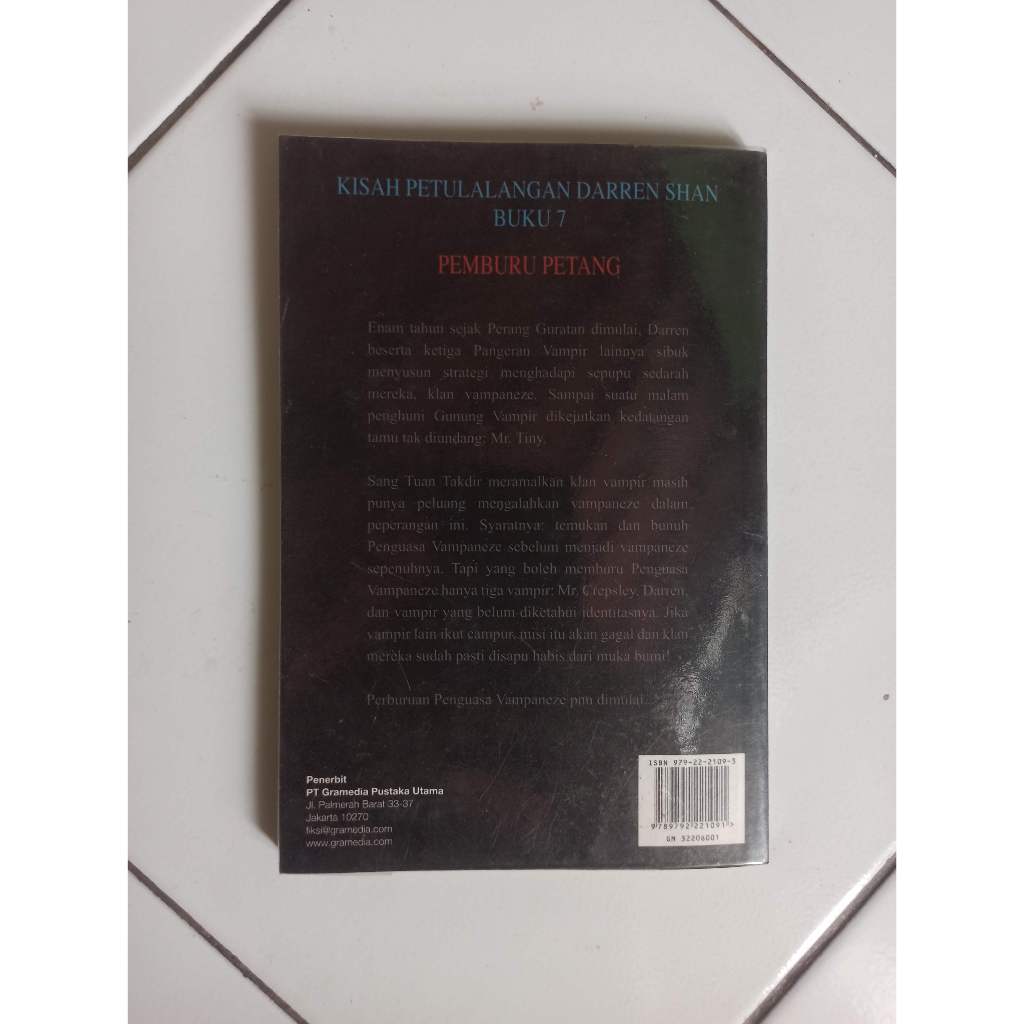 KISAH PETULALANGAN DARREN SHAN
BUKU 7
PEMBURU PETANG
Enam tahun sejak Perang Guratan dimulai, Darren
beserta ketiga Pangeran Vampir lainnya sibuk
menyusun strategi menghadapi sepupu sedarah
mereka, klan vampaneze. Sampai suatu malam
penghuni Gunung Vampir dikejutkan kedatangan
tamu tak diundang: Mr. Tiny.
Sang Tuan Takdir meramalkan klan vampir masih
punya peluang mengalahkan vampaneze dalam
peperangan ini. Syaratnya: temukan dan bunuh
Penguasa Vampaneze sebelum menjadi vampaneze
sepenuhnya. Tapi yang boleh memburu Penguasa
Vampaneze hanya tiga vampir: Mr. Crepsley, Darren,
dan vampir yang belum diketahui identitasnya. Jika
vampir lain ikut campur, misi itu akan gagal dan klan
mereka sudah pasti disapu habis dari muka bumi!
Perburuan Penguasa Vampaneze pun dimulai...
Penerbit
PT Gramedia Pustaka Utama
Jl. Palmerah Barat 33-37
Jakarta 10270
fiksi@gramedia.com
www.gramedia.com
ISBN 979-22-2109-5
9 789792 221091 >
GM 32206001